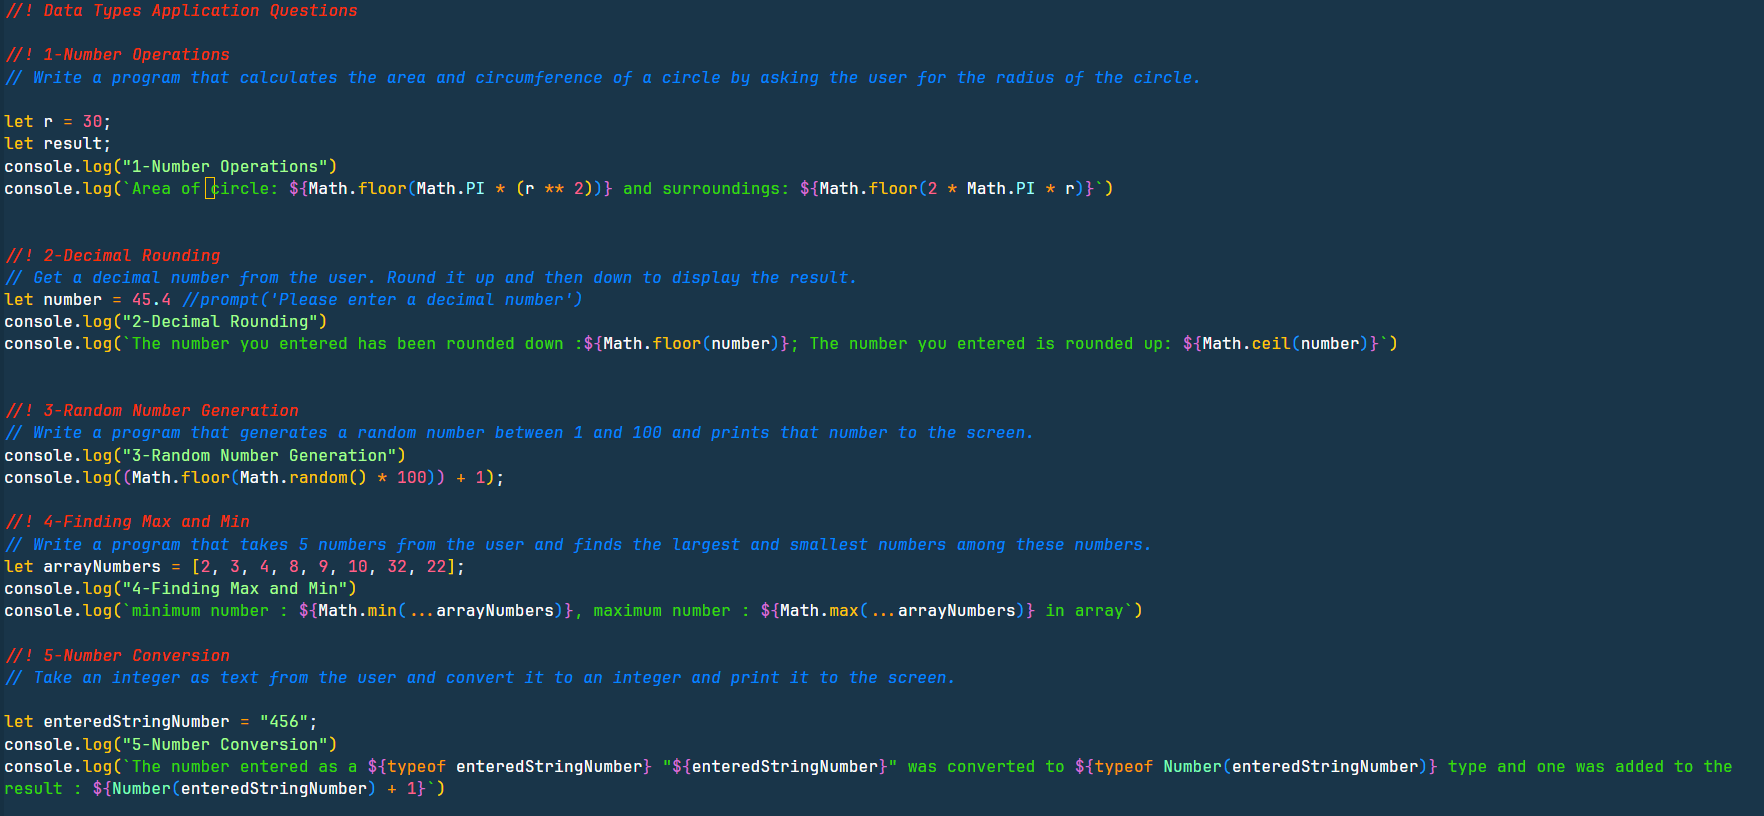 //! Data Types Application Questions
//! 1-Number Operations
// Write a program that calculates the area and circumference of a circle by asking the user for the radius of the circle.
let r = 30;
let result;
console.log("1-Number Operations")
console.log(`Area of circle: ${Math.floor(Math.PI * (r ** 2))} and surroundings: ${Math.floor(2 * Math.PI * r)}`)
//! 2-Decimal Rounding
// Get a decimal number from the user. Round it up and then down to display the result.
let number = 45.4 //prompt('Please enter a decimal number')
console.log("2-Decimal Rounding")
console.log(`The number you entered has been rounded down :${Math.floor(number)}; The number you entered is rounded up: ${Math.ceil(number)}`)
//! 3-Random Number Generation
// Write a program that generates a random number between 1 and 100 and prints that number to the screen.
console.log("3-Random Number Generation")
console.log((Math.floor(Math.random() * 100)) + 1);
//! 4-Finding Max and Min
// Write a program that takes 5 numbers from the user and finds the largest and smallest numbers among these numbers.
let arrayNumbers = [2, 3, 4, 8, 9, 10, 32, 22];
console.log("4-Finding Max and Min")
console.log(`minimum number : ${Math.min(...arrayNumbers)}, maximum number : ${Math.max(...arrayNumbers)} in array`)
//! 5-Number Conversion
// Take an integer as text from the user and convert it to an integer and print it to the screen.
let enteredStringNumber = "456";
console.log("5-Number Conversion")
console.log(`The number entered as a ${typeof enteredStringNumber} "${enteredStringNumber}" was converted to ${typeof Number(enteredStringNumber)} type and one was added to the
result : ${Number(enteredStringNumber) + 1}`)